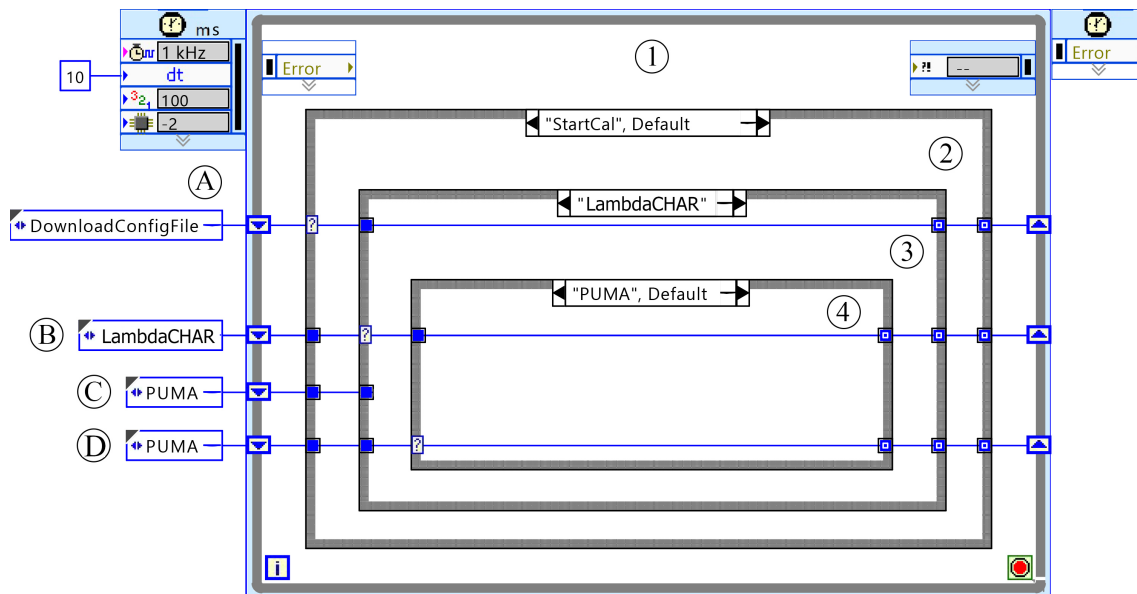 ms
1 kHz
10
dt
100
-2
Error
1
?! --
Error
"StartCal", Default
2
A
"LambdaCHAR"
DownloadConfigFile
?
3
"PUMA", Default
4
B
LambdaCHAR
?
C
PUMA
D
PUMA
?
i